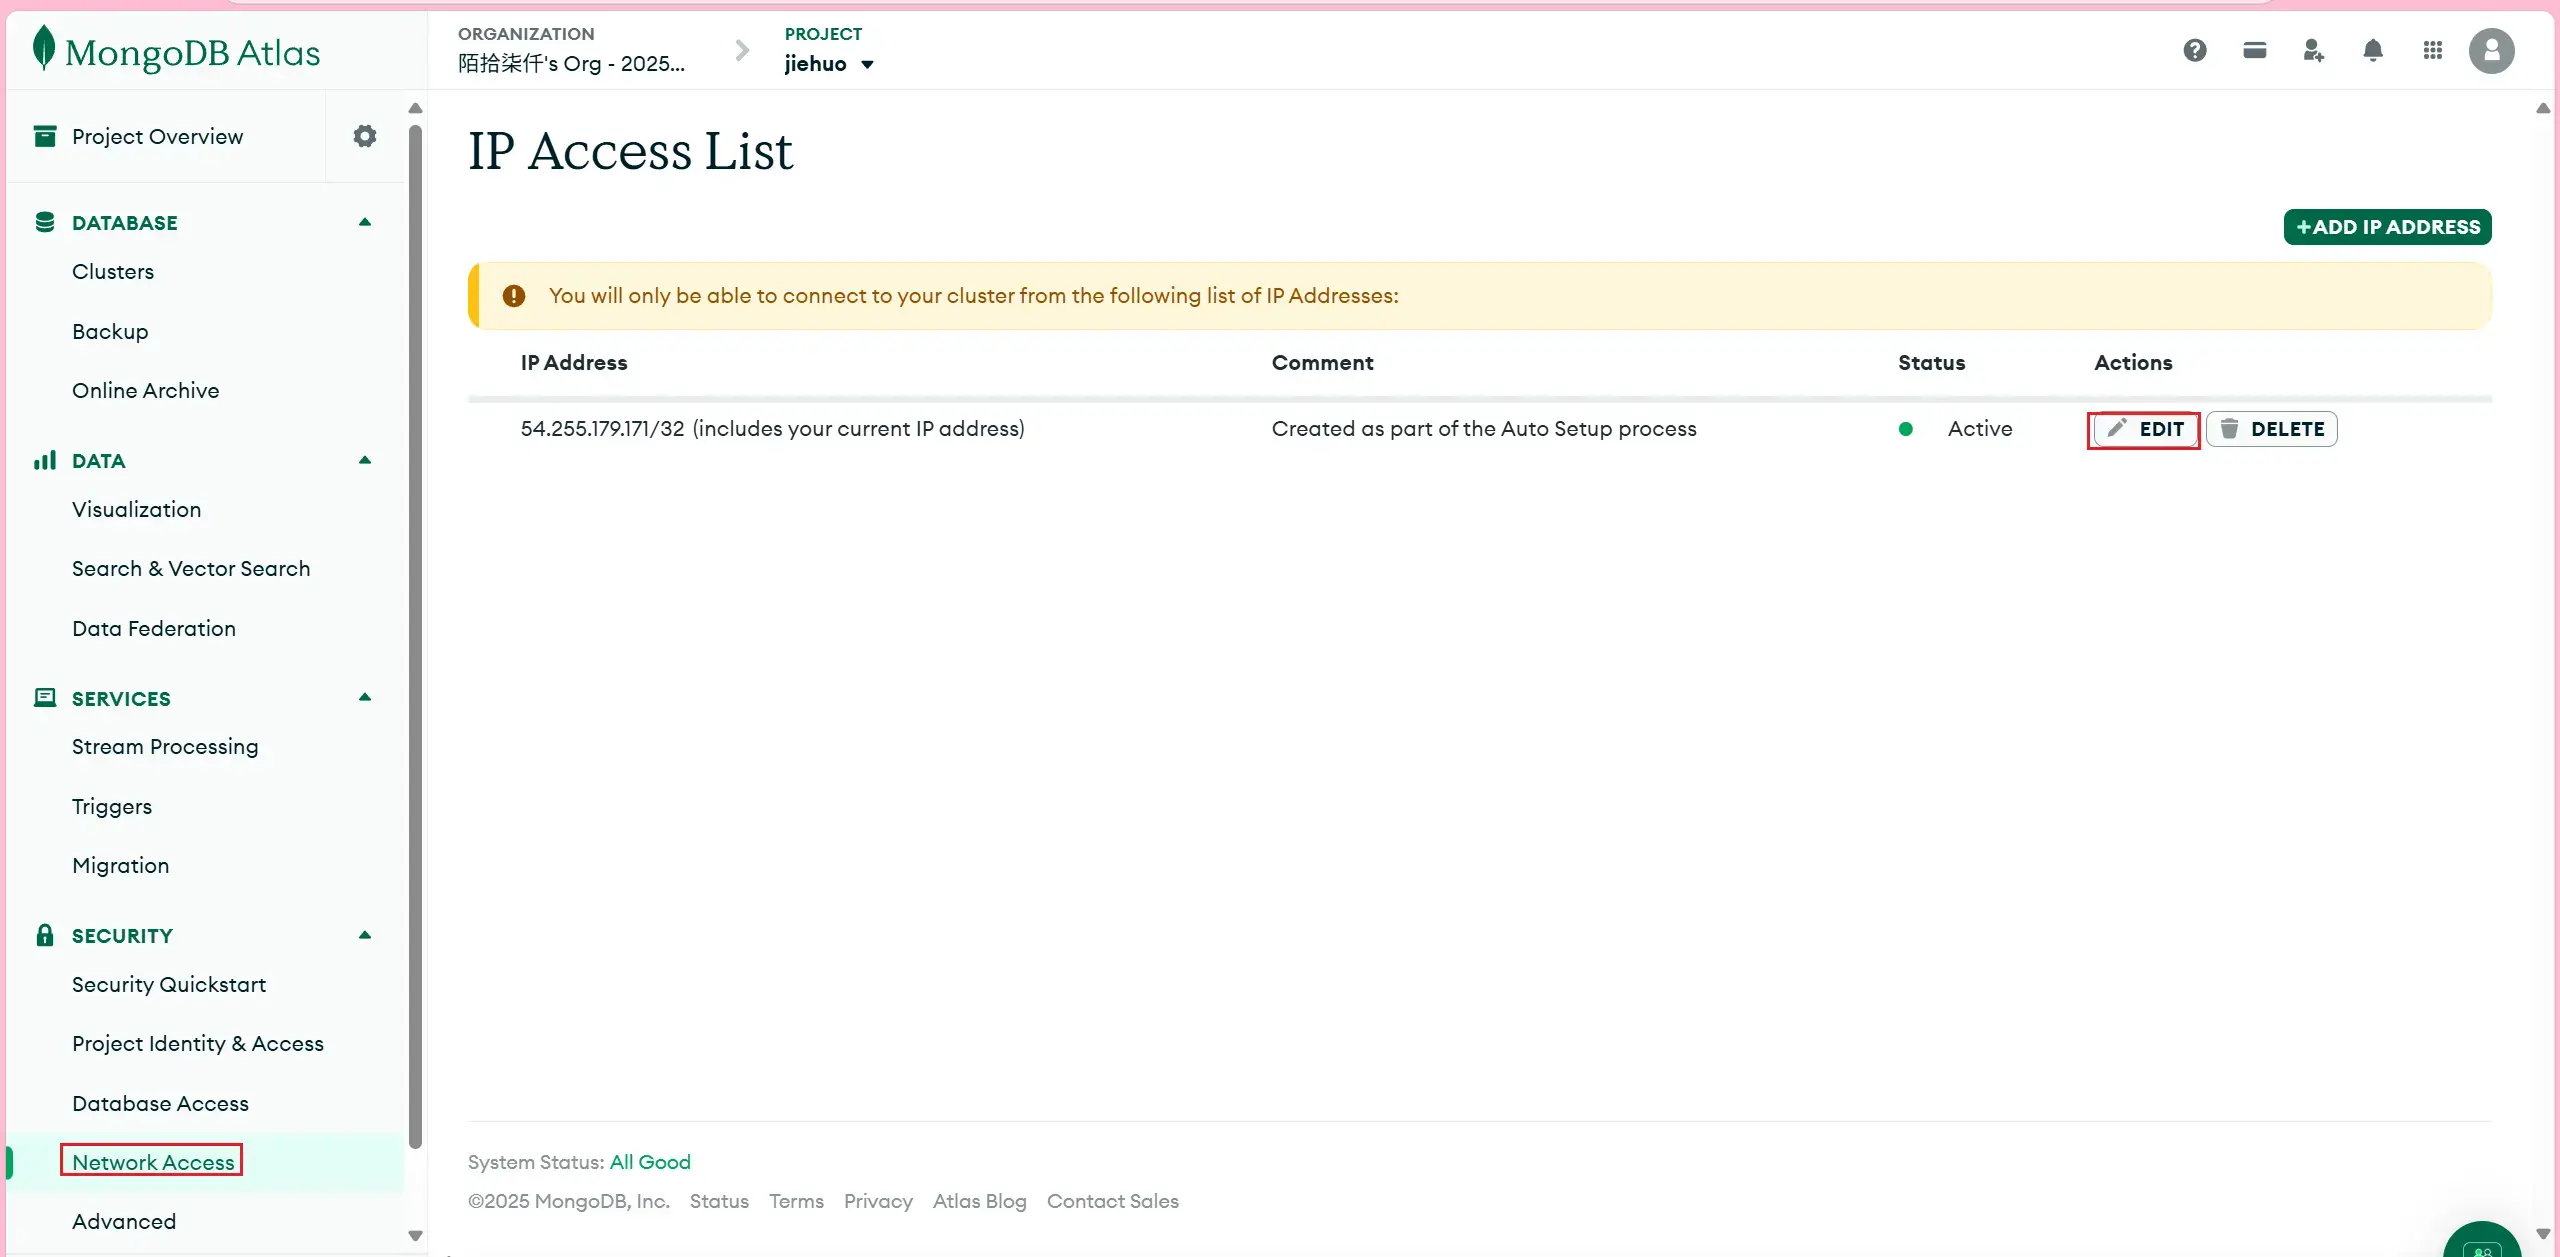 MongoDB Atlas
ORGANIZATION
陌拾柒仟's Org - 2025...
PROJECT
jiehuo
Project Overview
DATABASE
Clusters
Backup
Online Archive
DATA
Visualization
Search & Vector Search
Data Federation
SERVICES
Stream Processing
Triggers
Migration
SECURITY
Security Quickstart
Project Identity & Access
Database Access
Network Access
Advanced
IP Access List
+ADD IP ADDRESS
You will only be able to connect to your cluster from the following list of IP Addresses:
IP Address Comment Status Actions
54.255.179.171/32 (includes your current IP address) Created as part of the Auto Setup process Active EDIT DELETE
System Status: All Good
©2025 MongoDB, Inc. Status Terms Privacy Atlas Blog Contact Sales